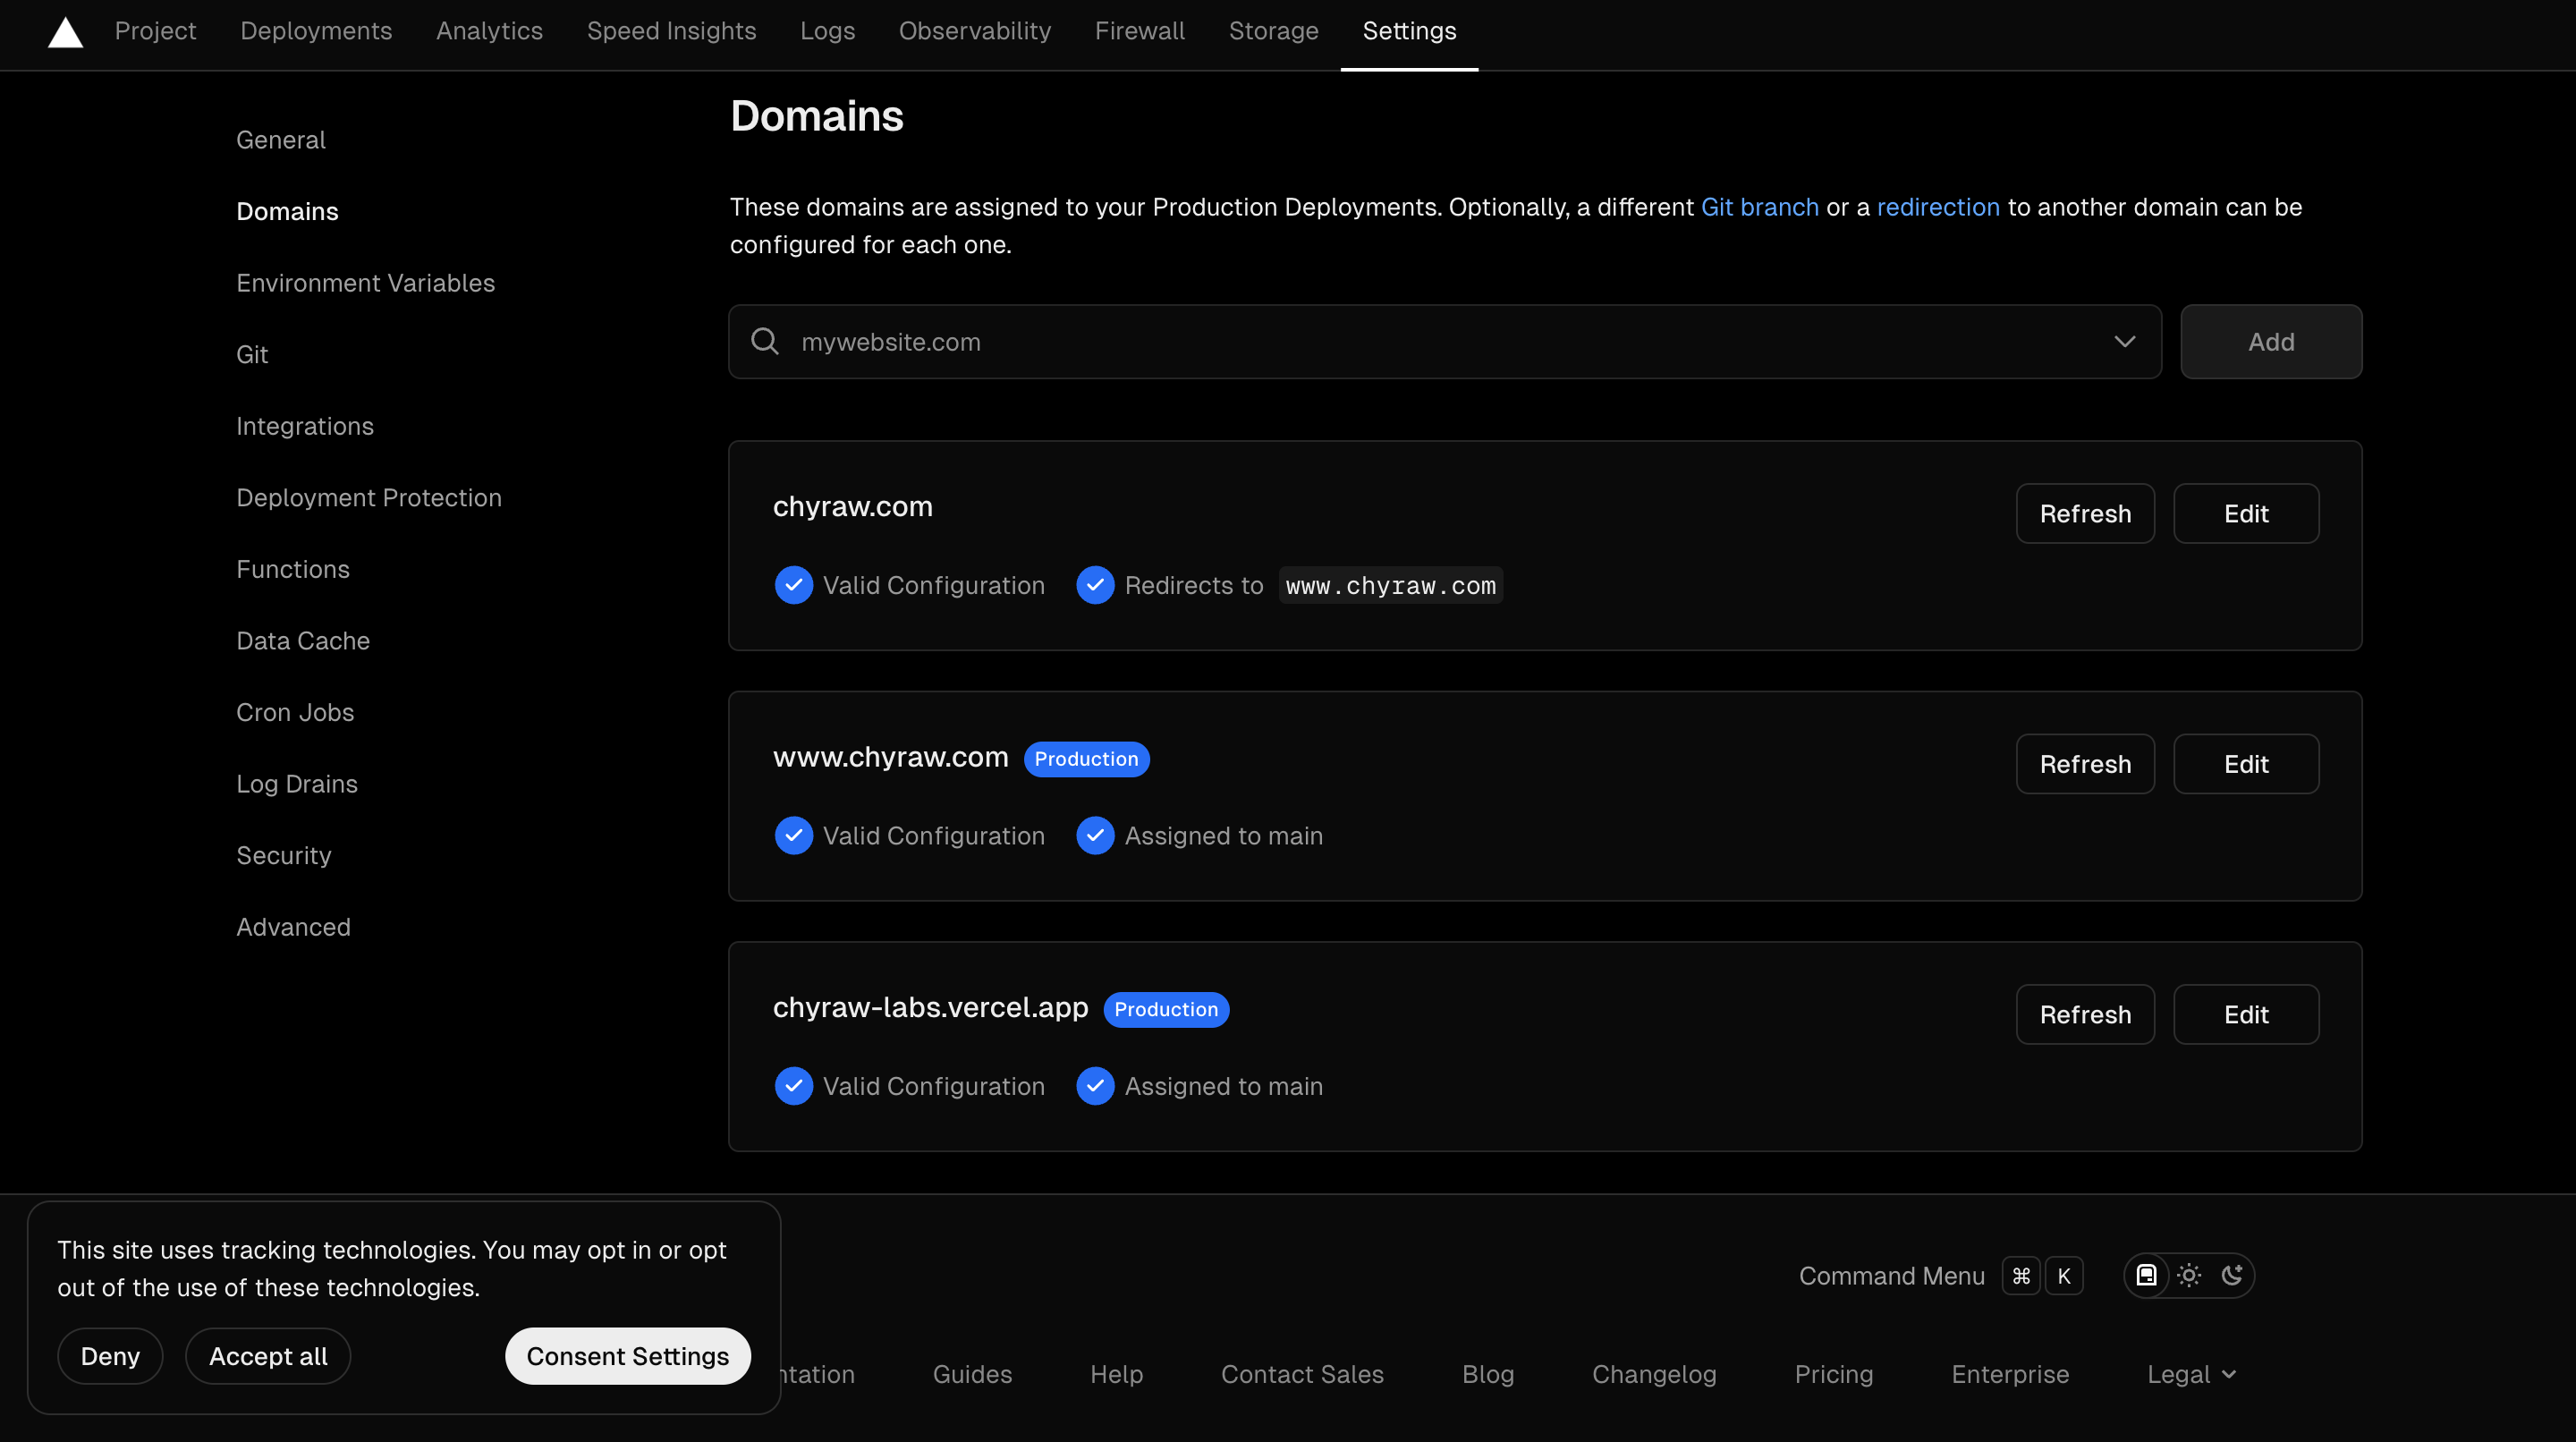 Project Deployments Analytics Speed Insights Logs Observability Firewall Storage Settings
General
Domains
Environment Variables
Git
Integrations
Deployment Protection
Functions
Data Cache
Cron Jobs
Log Drains
Security
Advanced
Domains
These domains are assigned to your Production Deployments. Optionally, a different Git branch or a redirection to another domain can be
configured for each one.
mywebsite.com Add
chyraw.com Refresh Edit
Valid Configuration Redirects to www.chyraw.com
www.chyraw.com Production Refresh Edit
Valid Configuration Assigned to main
chyraw-labs.vercel.app Production Refresh Edit
Valid Configuration Assigned to main
This site uses tracking technologies. You may opt in or opt
out of the use of these technologies.
Deny Accept all Consent Settings
Command Menu ⌘ K
ntation Guides Help Contact Sales Blog Changelog Pricing Enterprise Legal